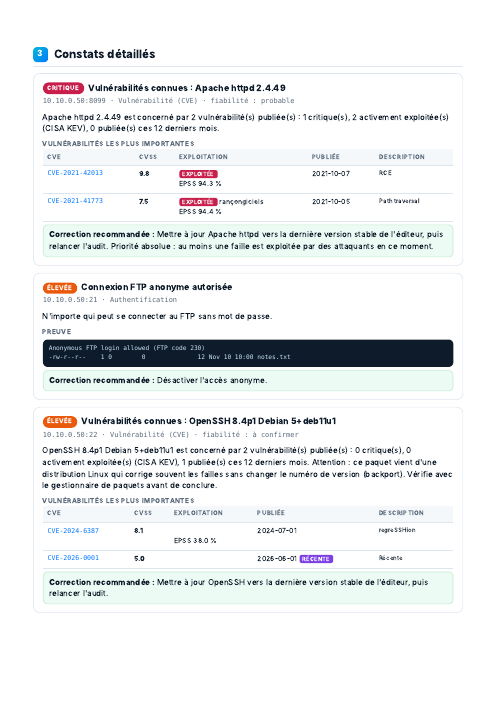 3 Constats détaillés
CRITIQUE Vulnérabilités connues : Apache httpd 2.4.49
10.10.0.50:8099 · Vulnérabilité (CVE) · fiabilité : probable
Apache httpd 2.4.49 est concerné par 2 vulnérabilité(s) publiée(s) : 1 critique(s), 2 activement exploitée(s)
(CISA KEV), 0 publiée(s) ces 12 derniers mois.
VULNÉRABILITÉS LES PLUS IMPORTANTES
CVE CVSS EXPLOITATION PUBLIÉE DESCRIPTION
CVE-2021-42013 9.8 EXPLOITÉE 2021-10-07 RCE
EPSS 94.3 %
CVE-2021-41773 7.5 EXPLOITÉE rançongiciels 2021-10-05 Path traversal
EPSS 94.4 %
Correction recommandée : Mettre à jour Apache httpd vers la dernière version stable de l'éditeur, puis
relancer l'audit. Priorité absolue : au moins une faille est exploitée par des attaquants en ce moment.
ÉLEVÉE Connexion FTP anonyme autorisée
10.10.0.50:21 · Authentification
N'importe qui peut se connecter au FTP sans mot de passe.
PREUVE
Anonymous FTP login allowed (FTP code 230)
-rw-r--r-- 1 0 0 12 Nov 10 10:00 notes.txt
Correction recommandée : Désactiver l'accès anonyme.
ÉLEVÉE Vulnérabilités connues : OpenSSH 8.4p1 Debian 5+deb11u1
10.10.0.50:22 · Vulnérabilité (CVE) · fiabilité : à confirmer
OpenSSH 8.4p1 Debian 5+deb11u1 est concerné par 2 vulnérabilité(s) publiée(s) : 0 critique(s), 0
activement exploitée(s) (CISA KEV), 1 publiée(s) ces 12 derniers mois. Attention : ce paquet vient d'une
distribution Linux qui corrige souvent les failles sans changer le numéro de version (backport). Vérifie avec
le gestionnaire de paquets avant de conclure.
VULNÉRABILITÉS LES PLUS IMPORTANTES
CVE CVSS EXPLOITATION PUBLIÉE DESCRIPTION
CVE-2024-6387 8.1 2024-07-01 regreSSHion
EPSS 38.0 %
CVE-2026-0001 5.0 2026-05-01 RÉCENTE Récente
Correction recommandée : Mettre à jour OpenSSH vers la dernière version stable de l'éditeur, puis
relancer l'audit.